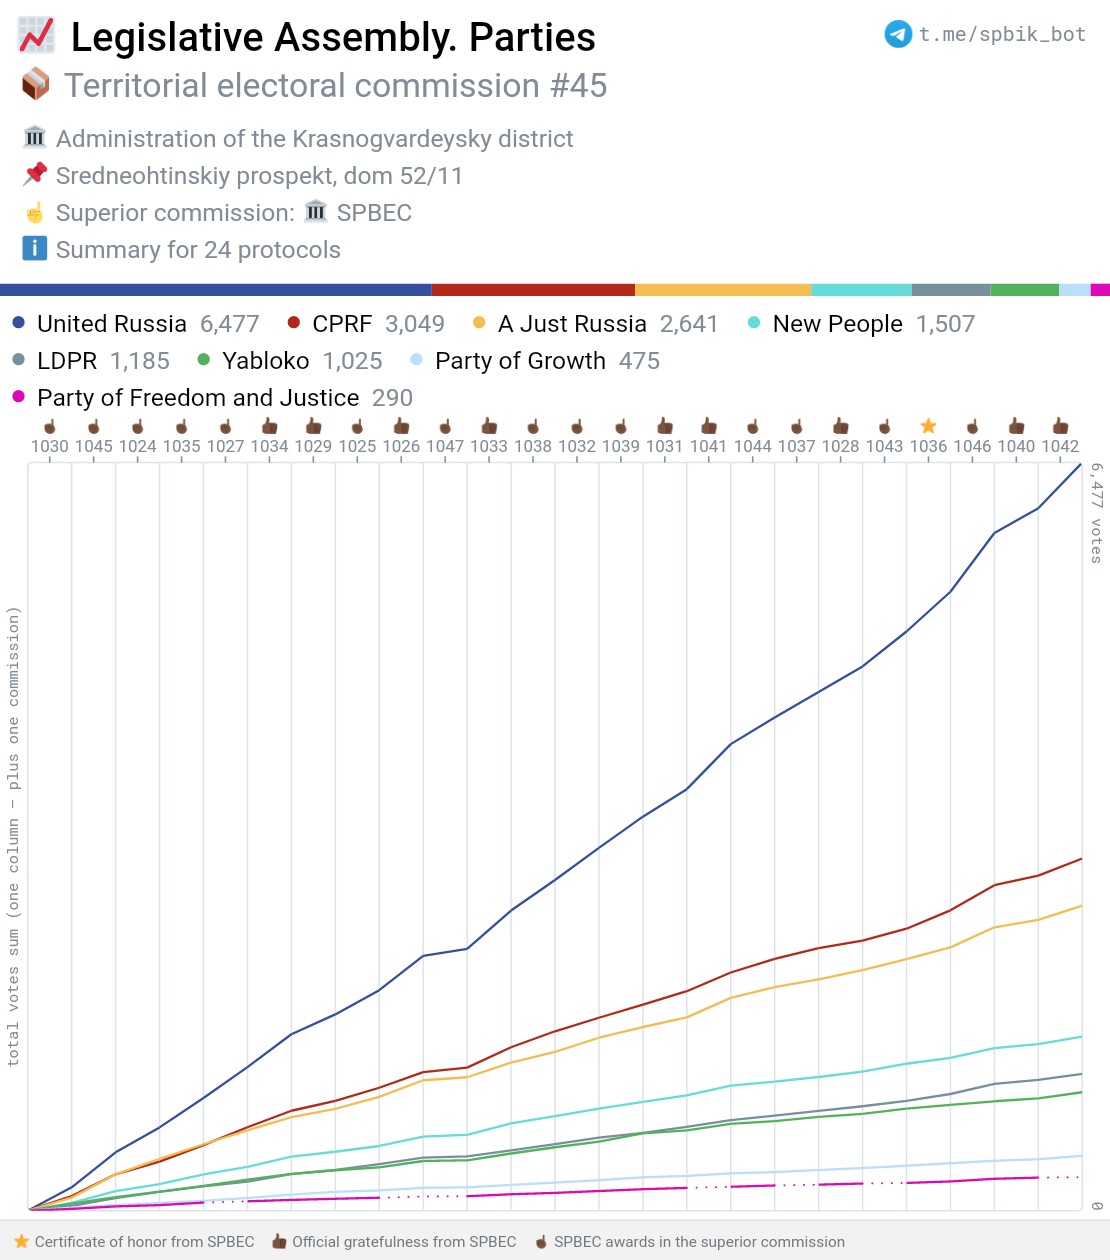 Legislative Assembly. Parties
t.me/spbik_bot
Territorial electoral commission #45
Administration of the Krasnogvardeysky district
Sredneohtinskiy prospekt, dom 52/11
Superior commission: SPBEC
Summary for 24 protocols
United Russia 6,477 CPRF 3,049 A Just Russia 2,641 New People 1,507
LDPR 1,185 Yabloko 1,025 Party of Growth 475
Party of Freedom and Justice 290
1030 1045 1024 1035 1027 1034 1029 1025 1026 1047 1033 1038 1032 1039 1031 1041 1044 1037 1028 1043 1036 1046 1040 1042
6,477 votes
total votes sum (one column – plus one commission)
0
Certificate of honor from SPBEC Official gratefulness from SPBEC SPBEC awards in the superior commission